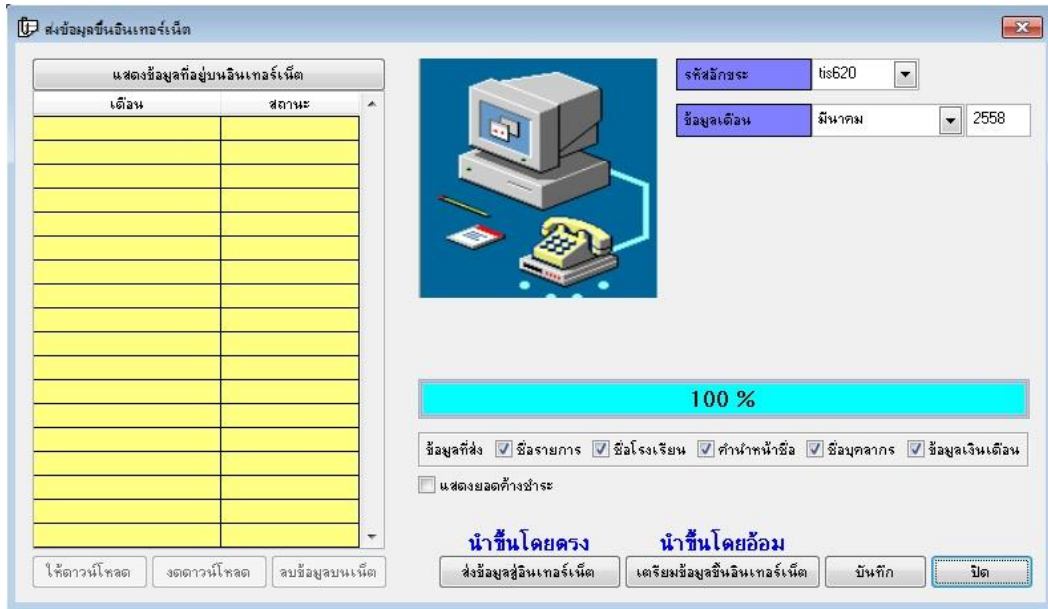 ส่งข้อมูลขึ้นอินเทอร์เน็ต
แสดงข้อมูลที่อยู่บนอินเทอร์เน็ต
เดือน สถานะ
รหัสอักขระ tis620
ข้อมูลเดือน มีนาคม 2558
100 %
ข้อมูลที่ส่ง ชื่อรายการ ชื่อโรงเรียน คำนำหน้าชื่อ ชื่อบุคลากร ข้อมูลเงินเดือน
แสดงยอดค้างชำระ
นำขึ้นโดยตรง นำขึ้นโดยอ้อม
ให้ดาวน์โหลด งดดาวน์โหลด ลบข้อมูลบนเน็ต ส่งข้อมูลสู่อินเทอร์เน็ต เตรียมข้อมูลขึ้นอินเทอร์เน็ต บันทึก ปิด